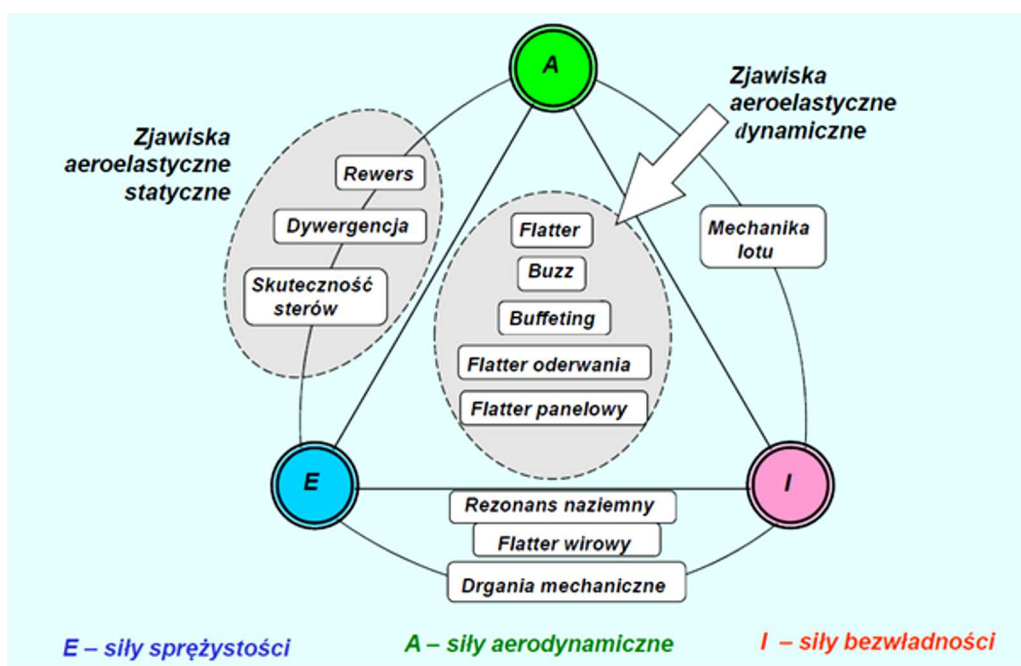 A
Zjawiska
aeroelastyczne
dynamiczne
Zjawiska
aeroelastyczne
statyczne
Rewers
Dywergencja
Skuteczność
sterów
Flatter
Buzz
Buffeting
Flatter oderwania
Flatter panelowy
Mechanika
lotu
E
I
Rezonans naziemny
Flatter wirowy
Drgania mechaniczne
E – siły sprężystości
A – siły aerodynamiczne
I – siły bezwładności